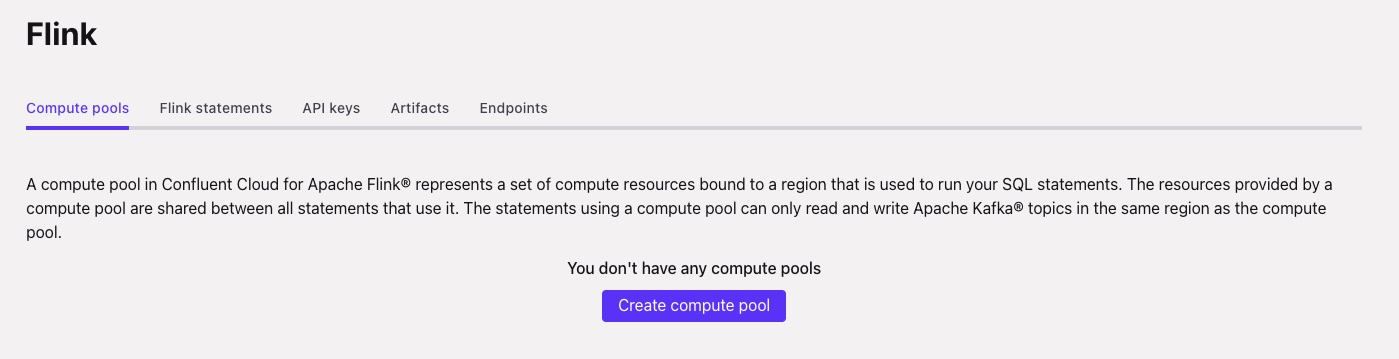 Flink
Compute pools Flink statements API keys Artifacts Endpoints
A compute pool in Confluent Cloud for Apache Flink® represents a set of compute resources bound to a region that is used to run your SQL statements. The resources provided by a
compute pool are shared between all statements that use it. The statements using a compute pool can only read and write Apache Kafka® topics in the same region as the compute
pool.
You don't have any compute pools
Create compute pool